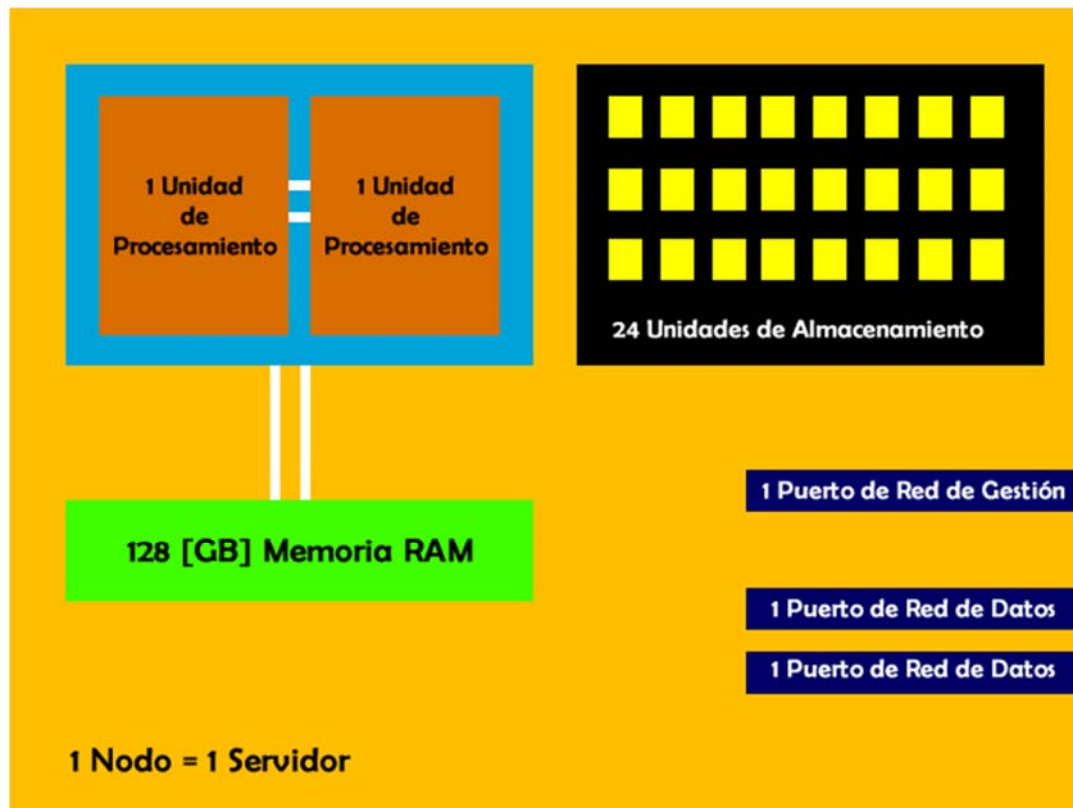 1 Unidad
de
Procesamiento
1 Unidad
de
Procesamiento
24 Unidades de Almacenamiento
1 Puerto de Red de Gestión
128 [GB] Memoria RAM
1 Puerto de Red de Datos
1 Puerto de Red de Datos
1 Nodo = 1 Servidor